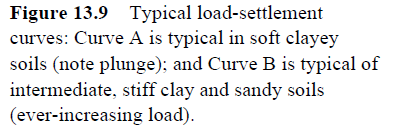 Figure 13.9 Typical load-settlement
curves: Curve A is typical in soft clayey
soils (note plunge); and Curve B is typical of
intermediate, stiff clay and sandy soils
(ever-increasing load).